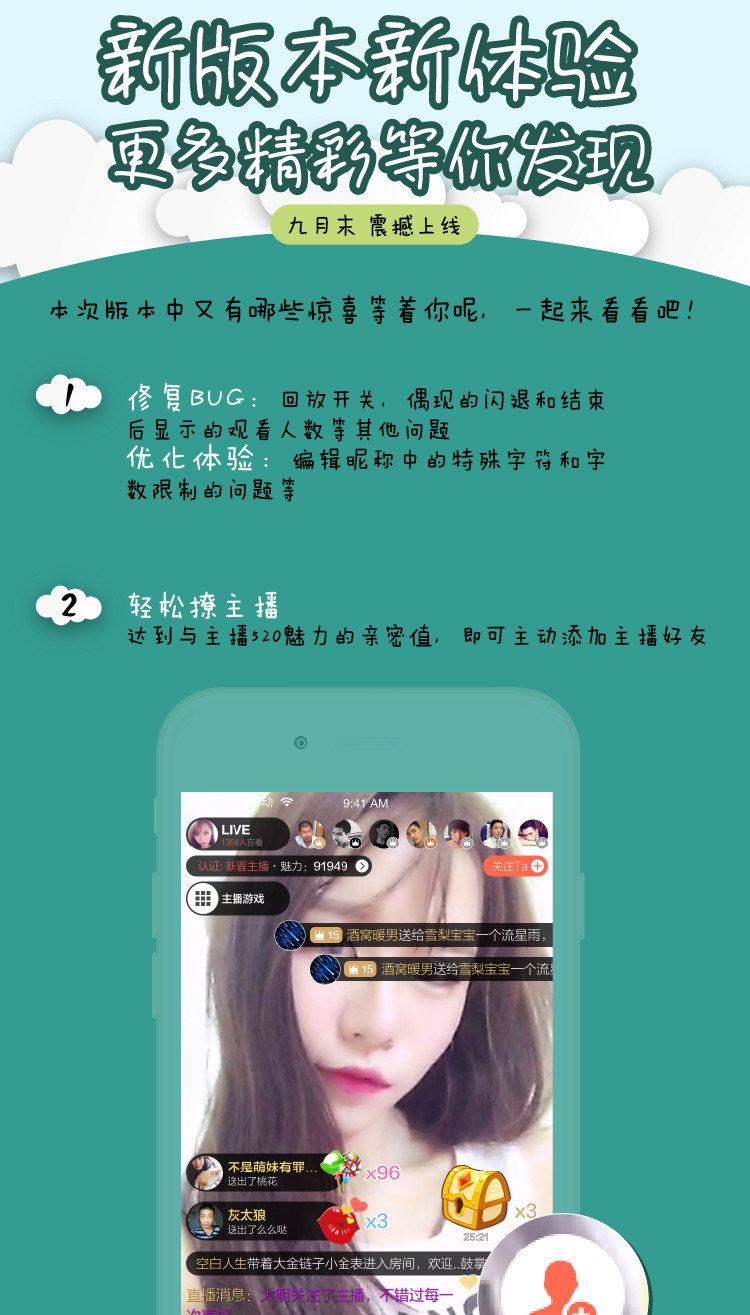 新版本新体验
更多精彩等你发现
九月末 震撼上线
本次版本中又有哪些惊喜等着你呢，一起来看看吧！
1
修复BUG：回放开关，偶现的闪退和结束
后显示的观看人数等其他问题
优化体验：编辑昵称中的特殊字符和字
数限制的问题等
2
轻松撩主播
达到与主播520魅力的亲密值，即可主动添加主播好友
动 9:41 AM
LIVE
1364人在看
认证: 新晋主播·魅力: 91949
关注Ta
主播游戏
15 酒窝暖男送给雪梨宝宝一个流星雨，
15 酒窝暖男送给雪梨宝宝一个流
不是萌妹有罪...
送出了桃花
x96
灰太狼
送出了么么哒
x3
x3
25:21
空白人生带着大金链子小金表进入房间，欢迎..鼓掌
直播消息：大明关注了主播，不错过每一